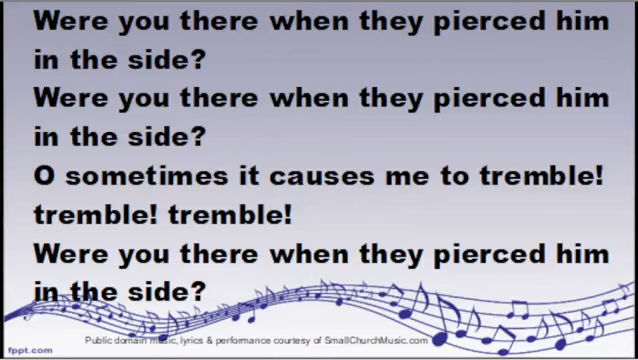 Were you there when they pierced him
in the side?
Were you there when they pierced him
in the side?
O sometimes it causes me to tremble!
tremble! tremble!
Were you there when they pierced him
in the side?
Public domain music, lyrics & performance courtesy of SmallChurchMusic.com
fppt.com